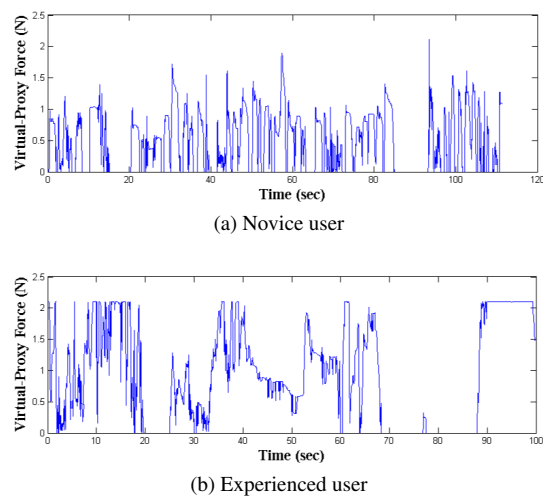 Virtual-Proxy Force (N)
2.5
2
1.5
1
0.5
0
0 20 40 60 80 100 120
Time (sec)
(a) Novice user
Virtual-Proxy Force (N)
2.5
2
1.5
1
0.5
0
0 10 20 30 40 50 60 70 80 90 100
Time (sec)
(b) Experienced user